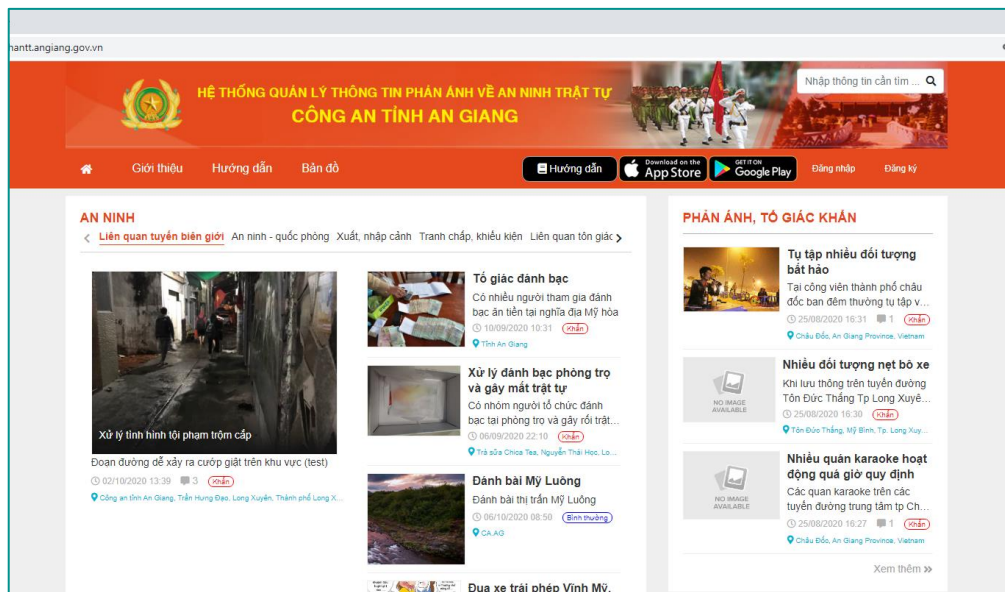 hantt.angiang.gov.vn
HỆ THỐNG QUẢN LÝ THÔNG TIN PHẢN ÁNH VỀ AN NINH TRẬT TỰ
CÔNG AN TỈNH AN GIANG
Nhập thông tin cần tìm ...
Giới thiệu Hướng dẫn Bản đồ
Hướng dẫn
Download on the
App Store
GET IT ON
Google Play
Đăng nhập Đăng ký
AN NINH
Liên quan tuyến biên giới An ninh - quốc phòng Xuất, nhập cảnh Tranh chấp, khiếu kiện Liên quan tôn giác
Xử lý tình hình tội phạm trộm cắp
Đoạn đường dễ xảy ra cướp giật trên khu vực (test)
02/10/2020 13:39 3 Khẩn
Công an tỉnh An Giang, Trần Hưng Đạo, Long Xuyên, Thành phố Long X...
Tố giác đánh bạc
Có nhiều người tham gia đánh
bạc ăn tiền tại nghĩa địa Mỹ hòa
10/09/2020 10:31 Khẩn
Tỉnh An Giang
Xử lý đánh bạc phòng trọ
và gây mất trật tự
Có nhóm người tổ chức đánh
bạc tại phòng trọ và gây rối trật...
06/09/2020 22:10 Khẩn
Trà sữa Chica Tea, Nguyễn Thái Học, Lo...
Đánh bài Mỹ Luông
Đánh bài thị trấn Mỹ Luông
06/10/2020 08:50 Bình thường
CA.AG
Đua xe trái phép Vĩnh Mỹ,
PHẢN ÁNH, TỐ GIÁC KHẨN
Tụ tập nhiều đối tượng
bất hảo
Tại công viên thành phố châu
đốc ban đêm thường tụ tập v...
25/08/2020 16:31 1 Khẩn
Châu Đốc, An Giang Province, Vietnam
NO IMAGE
AVAILABLE
Nhiều đối tượng nẹt bô xe
Khi lưu thông trên tuyến đường
Tôn Đức Thắng Tp Long Xuyê...
25/08/2020 16:30 Khẩn
Tôn Đức Thắng, Mỹ Bình, Tp. Long Xuy...
NO IMAGE
AVAILABLE
Nhiều quán karaoke hoạt
động quá giờ quy định
Các quan karaoke trên các
tuyến đường trung tâm tp Ch...
25/08/2020 16:27 1 Khẩn
Châu Đốc, An Giang Province, Vietnam
Xem thêm